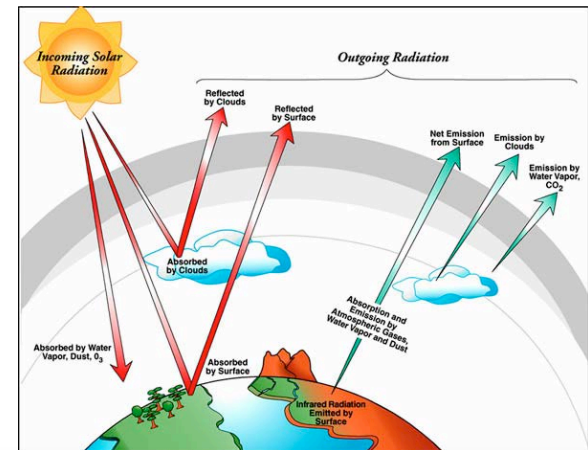 Incoming Solar
Radiation
Outgoing Radiation
Reflected
by Clouds
Reflected
by Surface
Net Emission
from Surface
Emission by
Clouds
Emission by
Water Vapor,
CO2
Absorbed
by Clouds
Absorption and
Emission by
Atmospheric Gases,
Water Vapor and Dust
Absorbed by Water
Vapor, Dust, 03
Absorbed
by Surface
Infrared Radiation
Emitted by
Surface